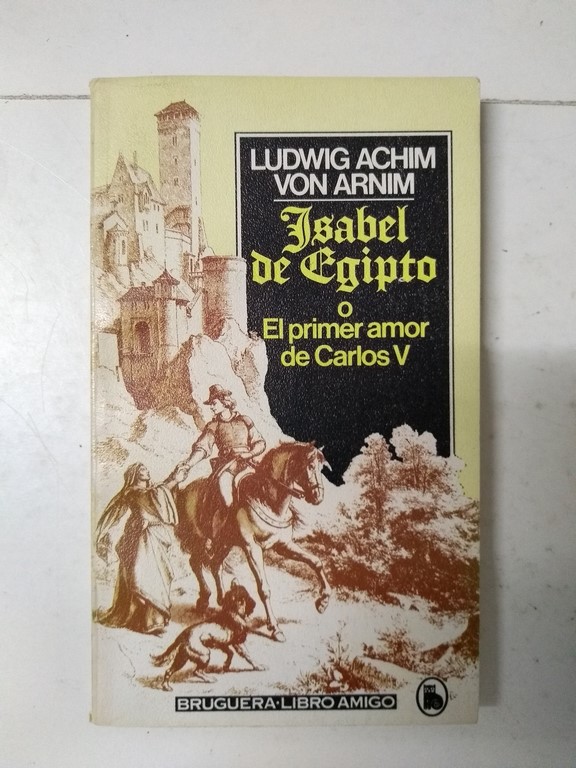 LUDWIG ACHIM
VON ARNIM
Isabel
de Egipto
o
El primer amor
de Carlos V
BRUGUERA·LIBRO AMIGO